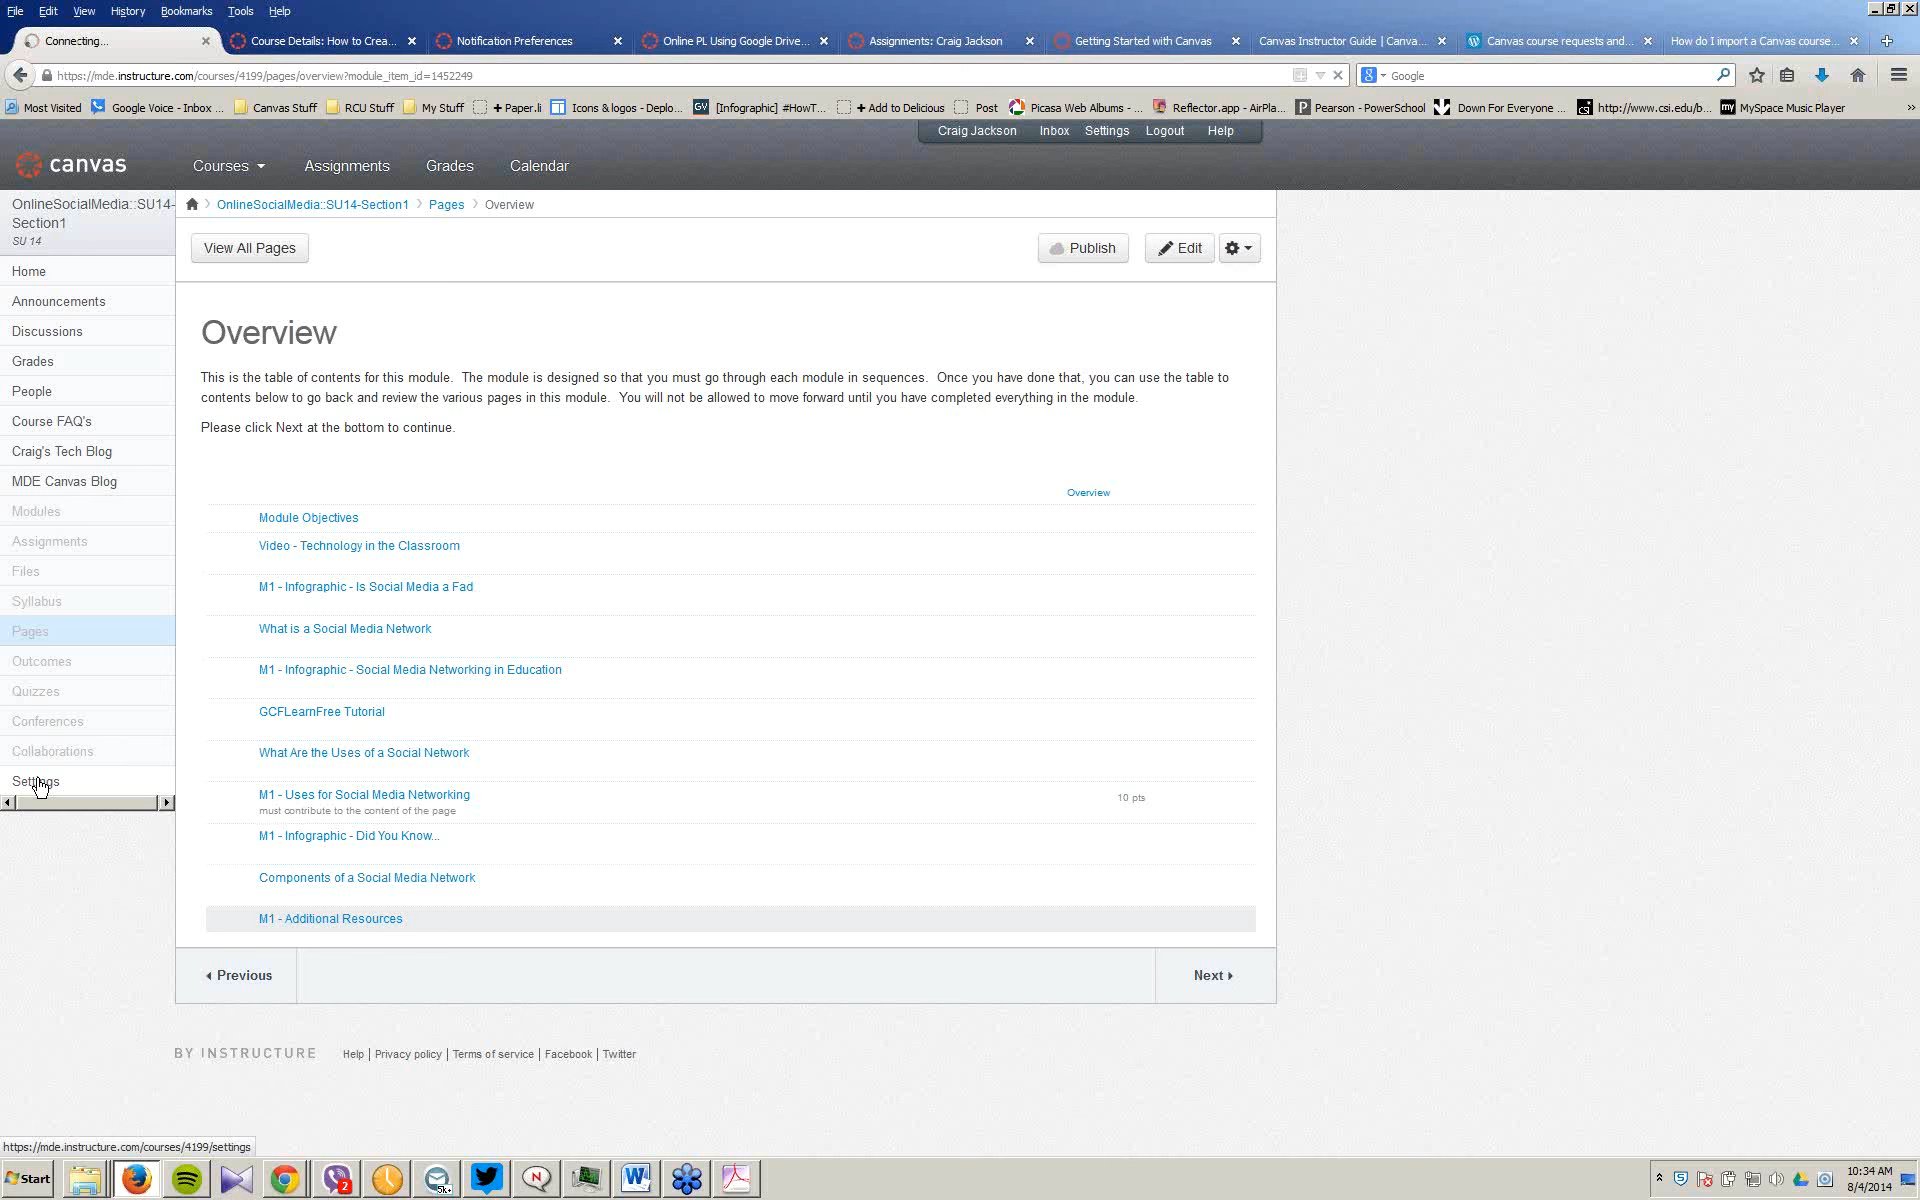 File Edit View History Bookmarks Tools Help
Connecting... Course Details: How to Crea... Notification Preferences Online PL Using Google Drive... Assignments: Craig Jackson Getting Started with Canvas Canvas Instructor Guide | Canva... Canvas course requests and... How do I import a Canvas course...
https://mde.instructure.com/courses/4199/pages/overview?module_item_id=1452249 Google
Most Visited Google Voice - Inbox ... Canvas Stuff RCU Stuff My Stuff + Paper.li Icons & logos - Deplo... GV [Infographic] #HowT... + Add to Delicious Post Picasa Web Albums - ... Reflector.app - AirPla... Pearson - PowerSchool Down For Everyone ... http://www.csi.edu/b... my MySpace Music Player
Craig Jackson Inbox Settings Logout Help
canvas Courses Assignments Grades Calendar
OnlineSocialMedia::SU14-
Section1
SU 14
OnlineSocialMedia::SU14-Section1 Pages Overview
View All Pages Publish Edit
Home
Announcements
Discussions
Grades
People
Course FAQ's
Craig's Tech Blog
MDE Canvas Blog
Modules
Assignments
Files
Syllabus
Pages
Outcomes
Quizzes
Conferences
Collaborations
Settings
Overview
This is the table of contents for this module. The module is designed so that you must go through each module in sequences. Once you have done that, you can use the table to
contents below to go back and review the various pages in this module. You will not be allowed to move forward until you have completed everything in the module.
Please click Next at the bottom to continue.
Overview
Module Objectives
Video - Technology in the Classroom
M1 - Infographic - Is Social Media a Fad
What is a Social Media Network
M1 - Infographic - Social Media Networking in Education
GCFLearnFree Tutorial
What Are the Uses of a Social Network
M1 - Uses for Social Media Networking 10 pts
must contribute to the content of the page
M1 - Infographic - Did You Know...
Components of a Social Media Network
M1 - Additional Resources
Previous Next
BY INSTRUCTURE Help | Privacy policy | Terms of service | Facebook | Twitter
https://mde.instructure.com/courses/4199/settings
Start 2 5k+ N W 10:34 AM
8/4/2014